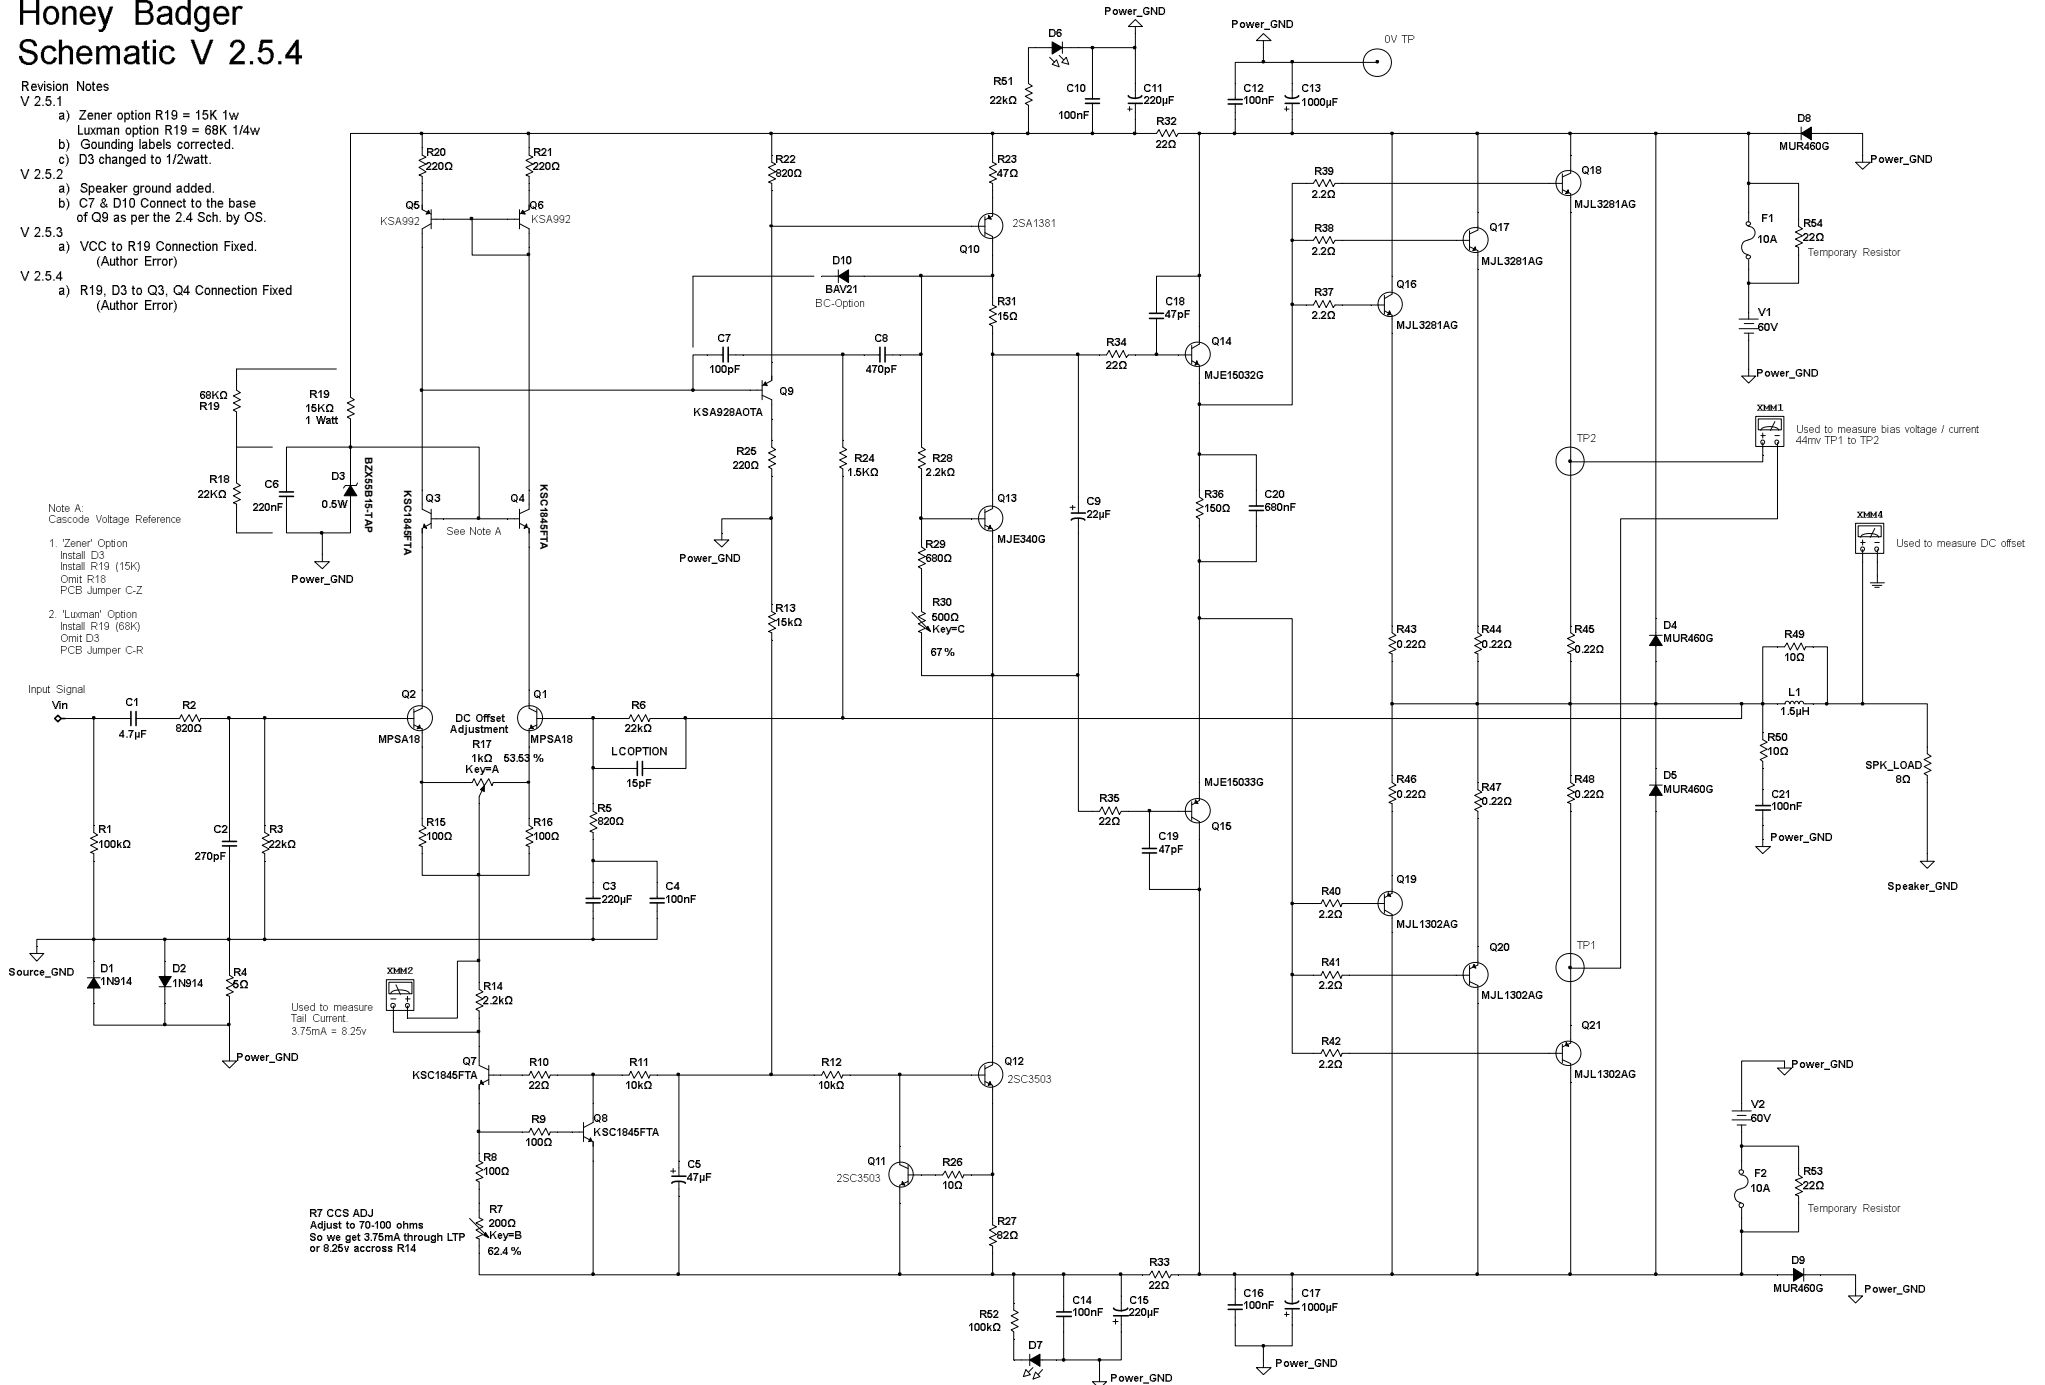 Honey Badger
Schematic V 2.5.4
Revision Notes
V 2.5.1
a) Zener option R19 = 15K 1w
Luxman option R19 = 68K 1/4w
b) Gounding labels corrected.
c) D3 changed to 1/2watt.
V 2.5.2
a) Speaker ground added.
b) C7 & D10 Connect to the base
of Q9 as per the 2.4 Sch. by OS.
V 2.5.3
a) VCC to R19 Connection Fixed.
(Author Error)
V 2.5.4
a) R19, D3 to Q3, Q4 Connection Fixed
(Author Error)
Power_GND
D6
R51
22kΩ
C10
100nF
C11
220µF
+
R32
22Ω
Power_GND
0V TP
C12
100nF
C13
1000µF
+
D8
MUR460G
Power_GND
R20
220Ω
R21
220Ω
R22
820Ω
R23
47Ω
Q5
KSA992
Q6
KSA992
2SA1381
Q10
D10
BAV21
BC-Option
R31
15Ω
C7
100pF
C8
470pF
Q9
KSA928AOTA
R34
22Ω
C18
47pF
Q14
MJE15032G
R39
2.2Ω
R38
2.2Ω
R37
2.2Ω
Q18
MJL3281AG
Q17
MJL3281AG
Q16
MJL3281AG
F1
10A
R54
22Ω
Temporary Resistor
V1
60V
Power_GND
XMM1
+ -
Used to measure bias voltage / current
44mv TP1 to TP2
TP2
68KΩ
R19
R19
15KΩ
1 Watt
R18
22KΩ
C6
220nF
D3
0.5W
BZX55B15-TAP
Power_GND
Q3
KSC1845FTA
Q4
KSC1845FTA
See Note A
R25
220Ω
R24
1.5KΩ
R28
2.2kΩ
Q13
MJE340G
R29
680Ω
R30
500Ω
Key=C
67 %
Power_GND
R13
15kΩ
C9
22µF
+
R36
150Ω
C20
680nF
XMM4
+ -
Used to measure DC offset
Note A:
Cascode Voltage Reference
1. 'Zener' Option
Install D3
Install R19 (15K)
Omit R18
PCB Jumper C-Z
2. 'Luxman' Option
Install R19 (68K)
Omit D3
PCB Jumper C-R
R43
0.22Ω
R44
0.22Ω
R45
0.22Ω
D4
MUR460G
R49
10Ω
L1
1.5µH
Input Signal
Vin
C1
4.7µF
R2
820Ω
Q2
MPSA18
DC Offset
Adjustment
R17
1kΩ
Key=A
53.53 %
Q1
MPSA18
R6
22kΩ
LCOPTION
15pF
R5
820Ω
R15
100Ω
R16
100Ω
R1
100kΩ
C2
270pF
R3
22kΩ
C3
220µF
C4
100nF
R35
22Ω
C19
47pF
MJE15033G
Q15
R46
0.22Ω
R47
0.22Ω
R48
0.22Ω
D5
MUR460G
R50
10Ω
C21
100nF
Power_GND
SPK_LOAD
8Ω
Speaker_GND
R40
2.2Ω
Q19
MJL1302AG
R41
2.2Ω
Q20
MJL1302AG
TP1
R42
2.2Ω
Q21
MJL1302AG
Source_GND
D1
1N914
D2
1N914
R4
5Ω
Power_GND
XMM2
- +
Used to measure
Tail Current.
3.75mA = 8.25v
R14
2.2kΩ
Q7
KSC1845FTA
R10
22Ω
R11
10kΩ
R12
10kΩ
Q12
2SC3503
R9
100Ω
Q8
KSC1845FTA
R8
100Ω
C5
47µF
+
Q11
2SC3503
R26
10Ω
R27
82Ω
R7 CCS ADJ
Adjust to 70-100 ohms
So we get 3.75mA through LTP
or 8.25v accross R14
R7
200Ω
Key=B
62.4 %
Power_GND
V2
60V
F2
10A
R53
22Ω
Temporary Resistor
D9
MUR460G
Power_GND
R33
22Ω
R52
100kΩ
D7
C14
100nF
C15
220µF
+
Power_GND
C16
100nF
C17
1000µF
+
Power_GND